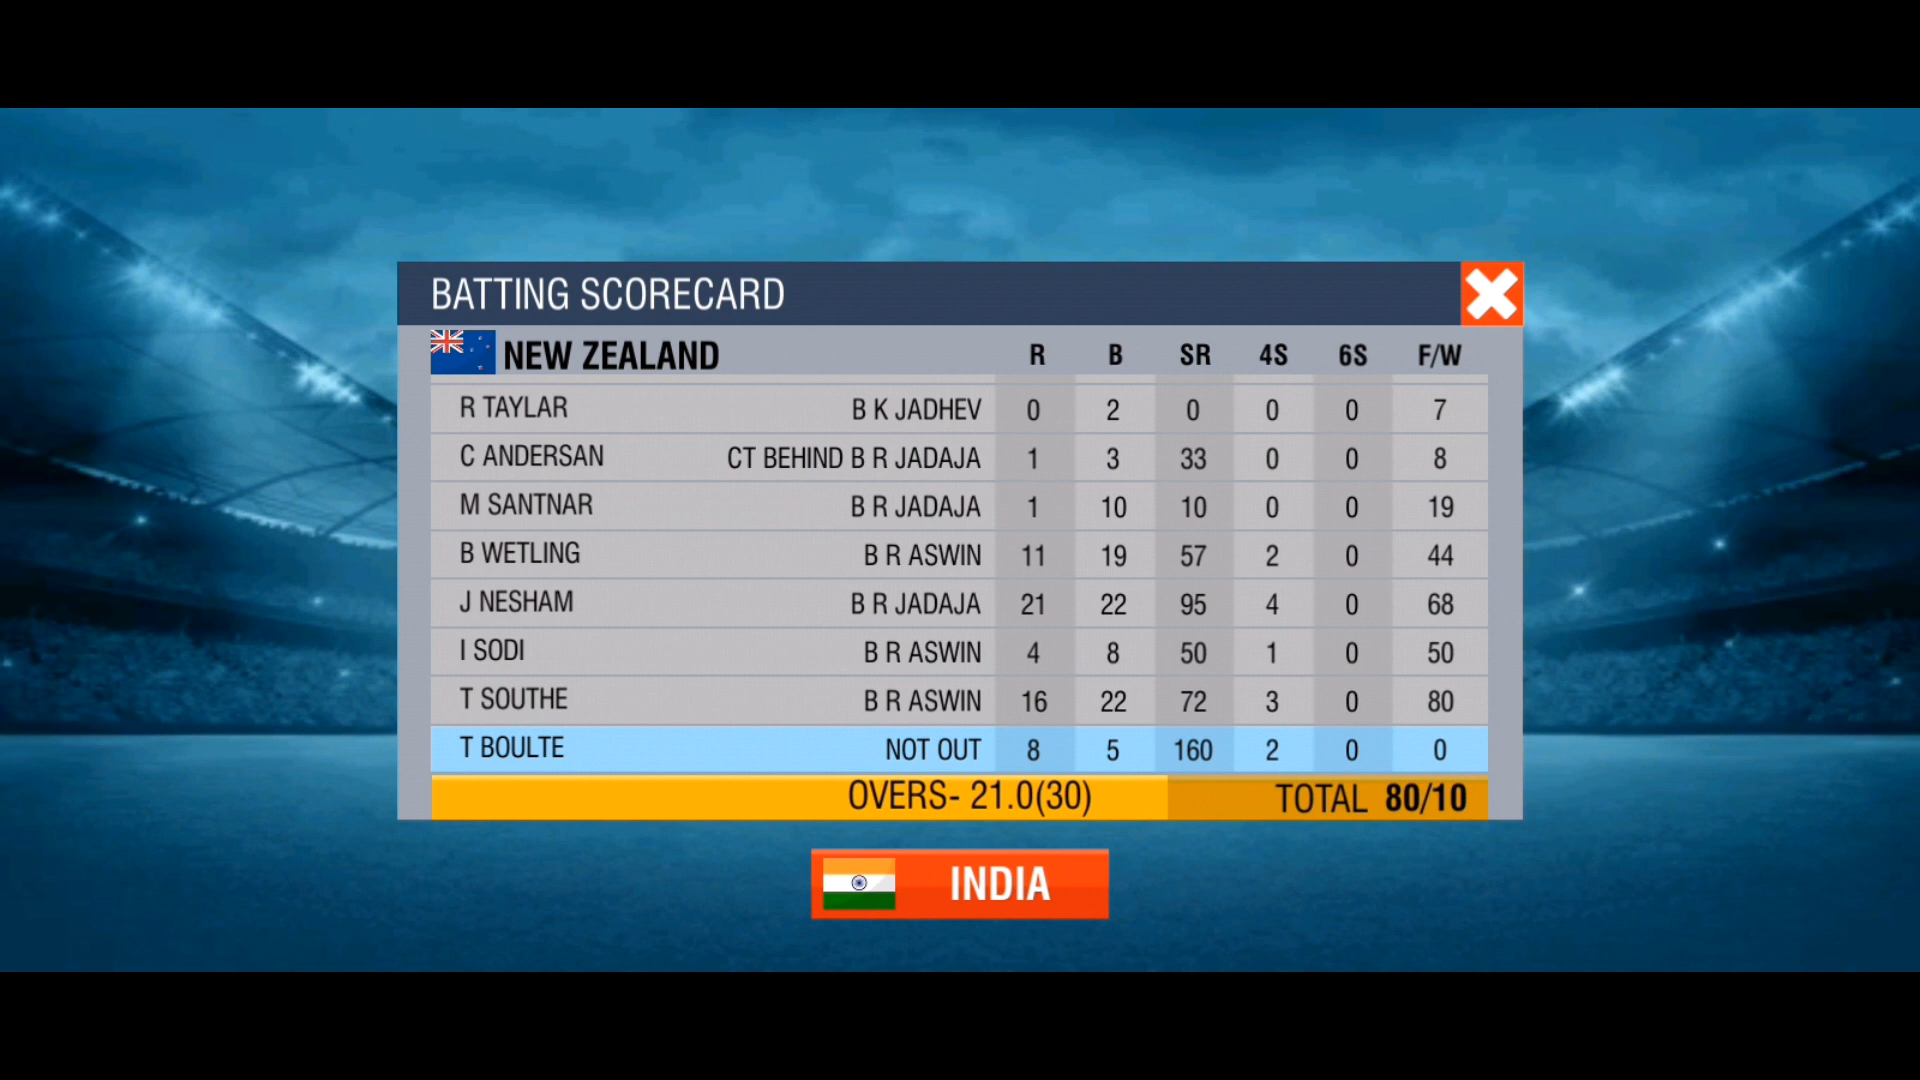 BATTING SCORECARD
NEW ZEALAND R B SR 4S 6S F/W
R TAYLAR B K JADHEV 0 2 0 0 0 7
C ANDERSAN CT BEHIND B R JADAJA 1 3 33 0 0 8
M SANTNAR B R JADAJA 1 10 10 0 0 19
B WETLING B R ASWIN 11 19 57 2 0 44
J NESHAM B R JADAJA 21 22 95 4 0 68
I SODI B R ASWIN 4 8 50 1 0 50
T SOUTHE B R ASWIN 16 22 72 3 0 80
T BOULTE NOT OUT 8 5 160 2 0 0
OVERS- 21.0(30) TOTAL 80/10
INDIA